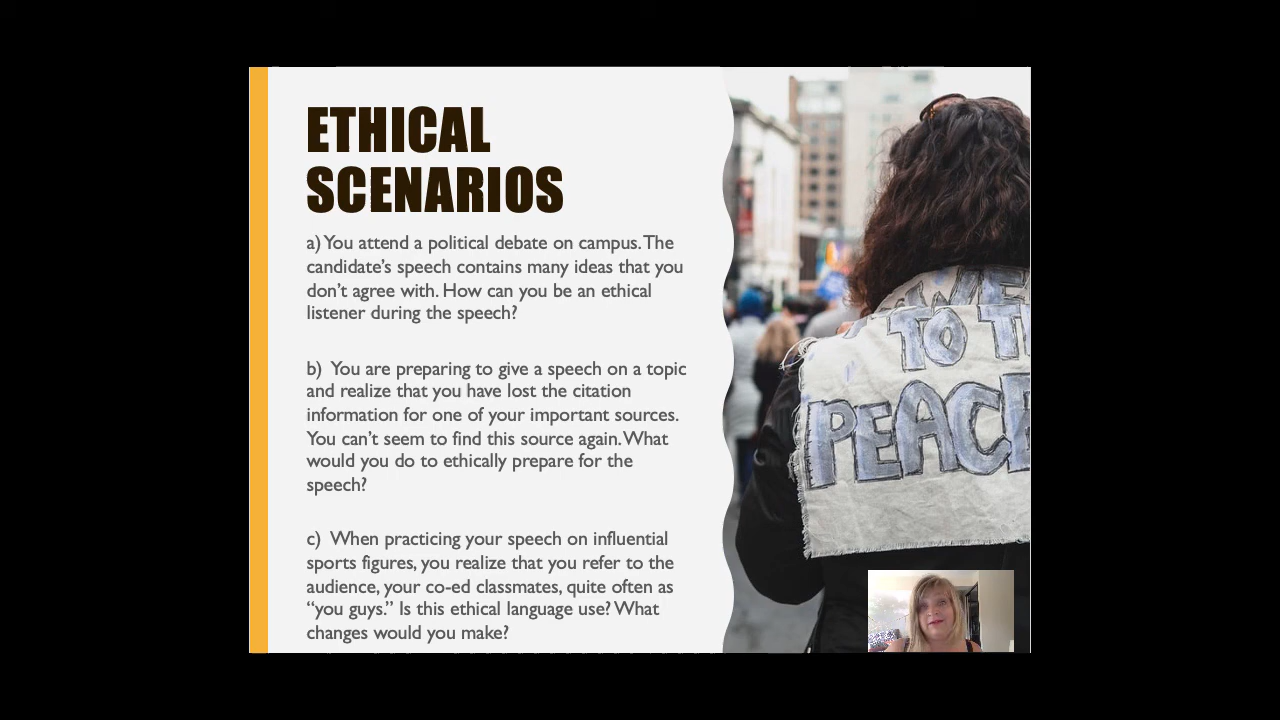 ETHICAL
SCENARIOS
a) You attend a political debate on campus. The
candidate's speech contains many ideas that you
don't agree with. How can you be an ethical
listener during the speech?
b) You are preparing to give a speech on a topic
and realize that you have lost the citation
information for one of your important sources.
You can't seem to find this source again. What
would you do to ethically prepare for the
speech?
c) When practicing your speech on influential
sports figures, you realize that you refer to the
audience, your co-ed classmates, quite often as
“you guys.” Is this ethical language use? What
changes would you make?
TO
PEACE